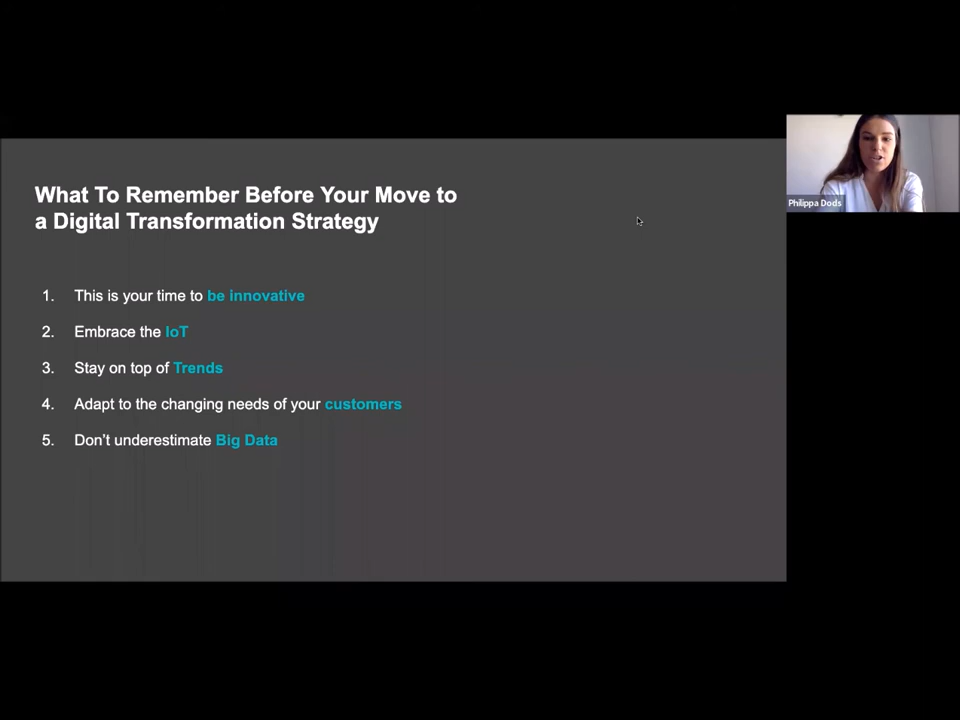 What To Remember Before Your Move to
a Digital Transformation Strategy
1. This is your time to be innovative
2. Embrace the IoT
3. Stay on top of Trends
4. Adapt to the changing needs of your customers
5. Don't underestimate Big Data
Philippa Dods